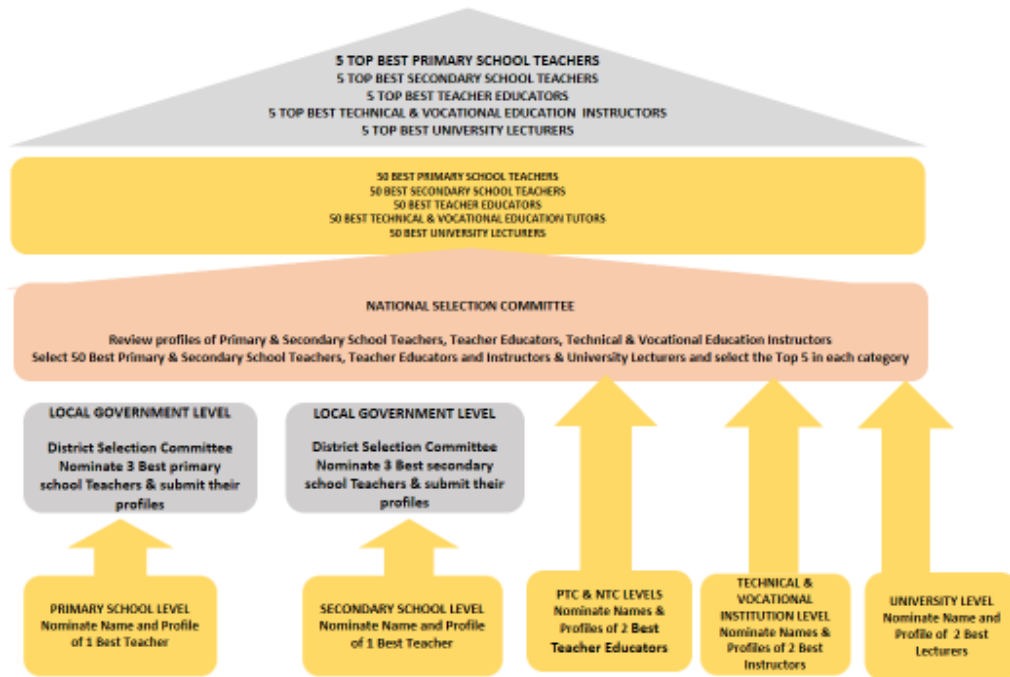 5 TOP BEST PRIMARY SCHOOL TEACHERS
5 TOP BEST SECONDARY SCHOOL TEACHERS
5 TOP BEST TEACHER EDUCATORS
5 TOP BEST TECHNICAL & VOCATIONAL EDUCATION INSTRUCTORS
5 TOP BEST UNIVERSITY LECTURERS
50 BEST PRIMARY SCHOOL TEACHERS
50 BEST SECONDARY SCHOOL TEACHERS
50 BEST TEACHER EDUCATORS
50 BEST TECHNICAL & VOCATIONAL EDUCATION TUTORS
50 BEST UNIVERSITY LECTURERS
NATIONAL SELECTION COMMITTEE
Review profiles of Primary & Secondary School Teachers, Teacher Educators, Technical & Vocational Education Instructors
Select 50 Best Primary & Secondary School Teachers, Teacher Educators and Instructors & University Lecturers and select the Top 5 in each category
LOCAL GOVERNMENT LEVEL
District Selection Committee
Nominate 3 Best primary
school Teachers & submit their
profiles
LOCAL GOVERNMENT LEVEL
District Selection Committee
Nominate 3 Best secondary
school Teachers & submit their
profiles
PRIMARY SCHOOL LEVEL
Nominate Name and Profile
of 1 Best Teacher
SECONDARY SCHOOL LEVEL
Nominate Name and Profile
of 1 Best Teacher
PTC & NTC LEVELS
Nominate Names &
Profiles of 2 Best
Teacher Educators
TECHNICAL &
VOCATIONAL
INSTITUTION LEVEL
Nominate Names &
Profiles of 2 Best
Instructors
UNIVERSITY LEVEL
Nominate Name and
Profile of 2 Best
Lecturers